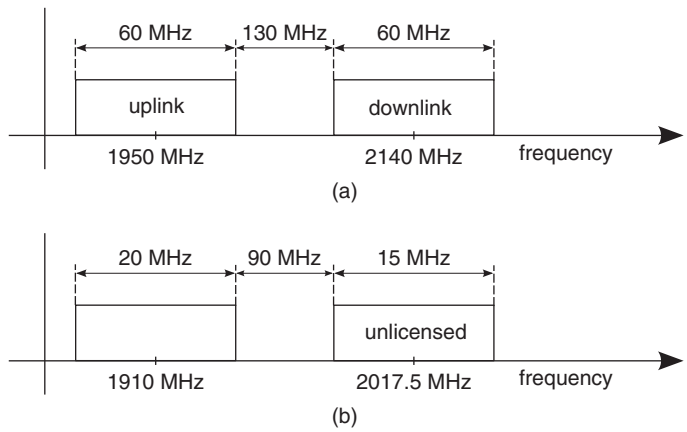 60 MHz 130 MHz 60 MHz
uplink downlink
1950 MHz 2140 MHz frequency
(a)
20 MHz 90 MHz 15 MHz
unlicensed
1910 MHz 2017.5 MHz frequency
(b)